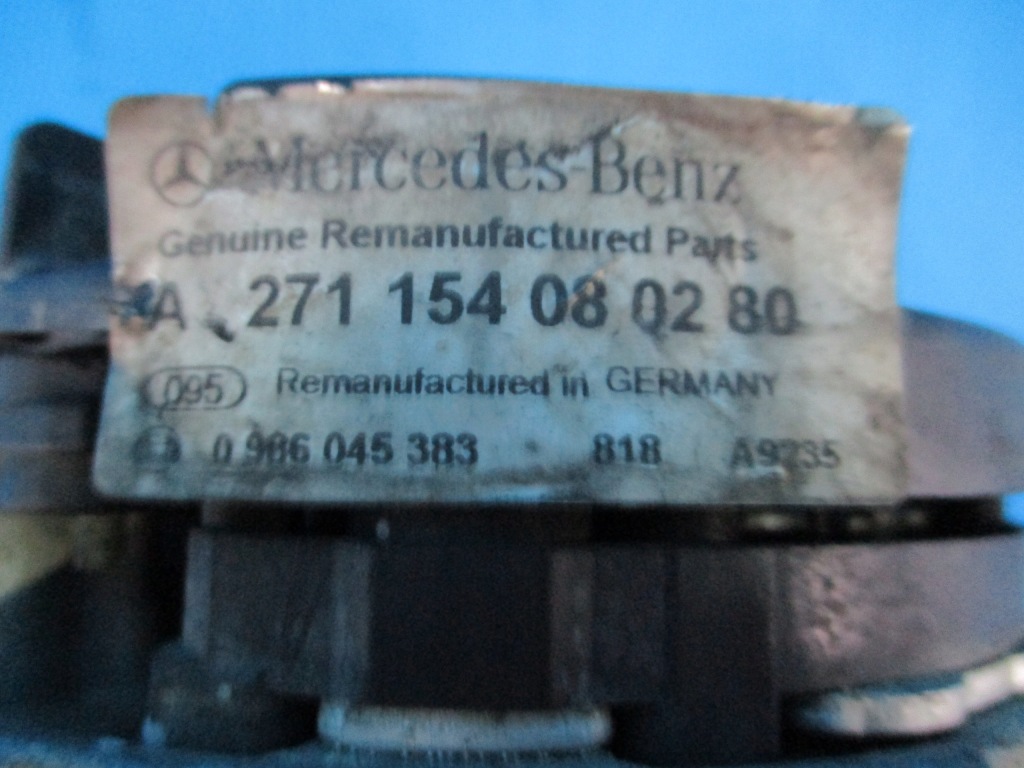 Mercedes-Benz
Genuine Remanufactured Parts
A 271 154 08 02 80
095 Remanufactured in GERMANY
0 986 045 383 818 A9735